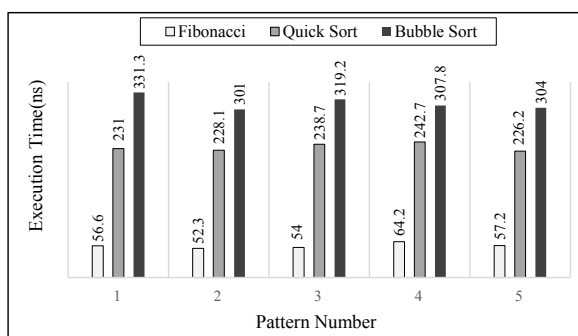 Fibonacci Quick Sort Bubble Sort
Execution Time(ns)
56.6 231 331.3
52.3 228.1 301
54 238.7 319.2
64.2 242.7 307.8
57.2 226.2 304
1 2 3 4 5
Pattern Number